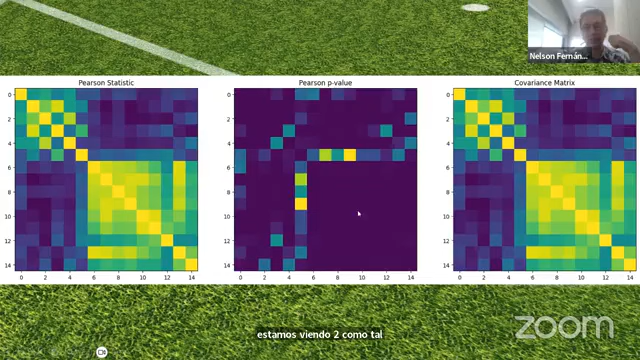 Nelson Fernán...
Pearson Statistic
Pearson p-value
Covariance Matrix
0
2
4
6
8
10
12
14
0 2 4 6 8 10 12 14
0
2
4
6
8
10
12
14
0 2 4 6 8 10 12 14
0
2
4
6
8
10
12
14
0 2 4 6 8 10 12 14
estamos viendo 2 como tal
zoom